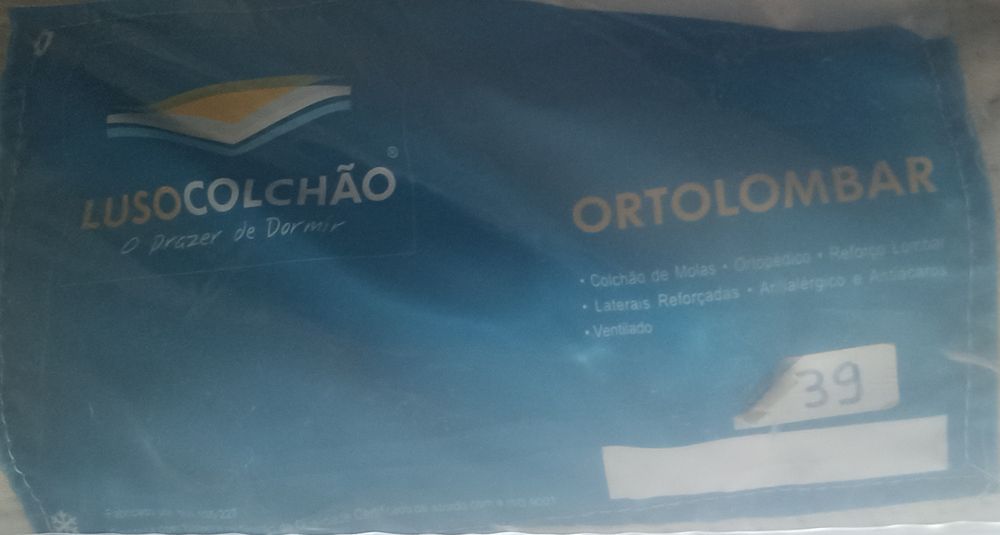 LUSOCOLCHÃO®
O prazer de Dormir
ORTOLOMBAR
• Colchão de Molas • Ortopédico • Reforço Lombar
• Laterais Reforçadas • Antialérgico e Antiácaros
• Ventilado
39